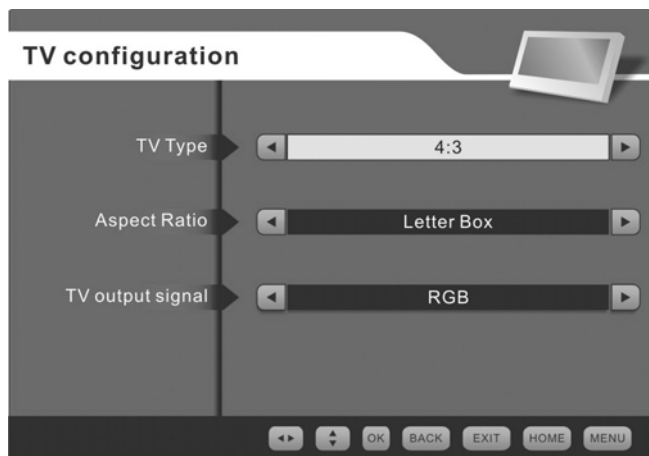 TV configuration
TV Type
4:3
Aspect Ratio
Letter Box
TV output signal
RGB
OK BACK EXIT HOME MENU